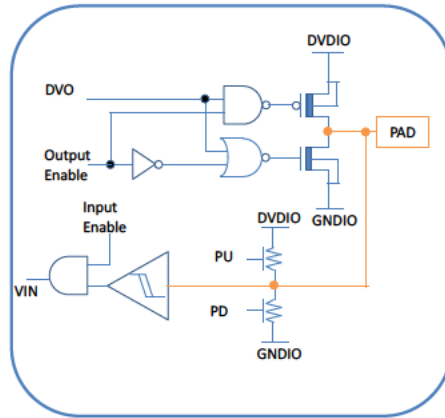 DVDIO
DVO
PAD
Output
Enable
GNDIO
Input
Enable
DVDIO
PU
VIN
PD
GNDIO